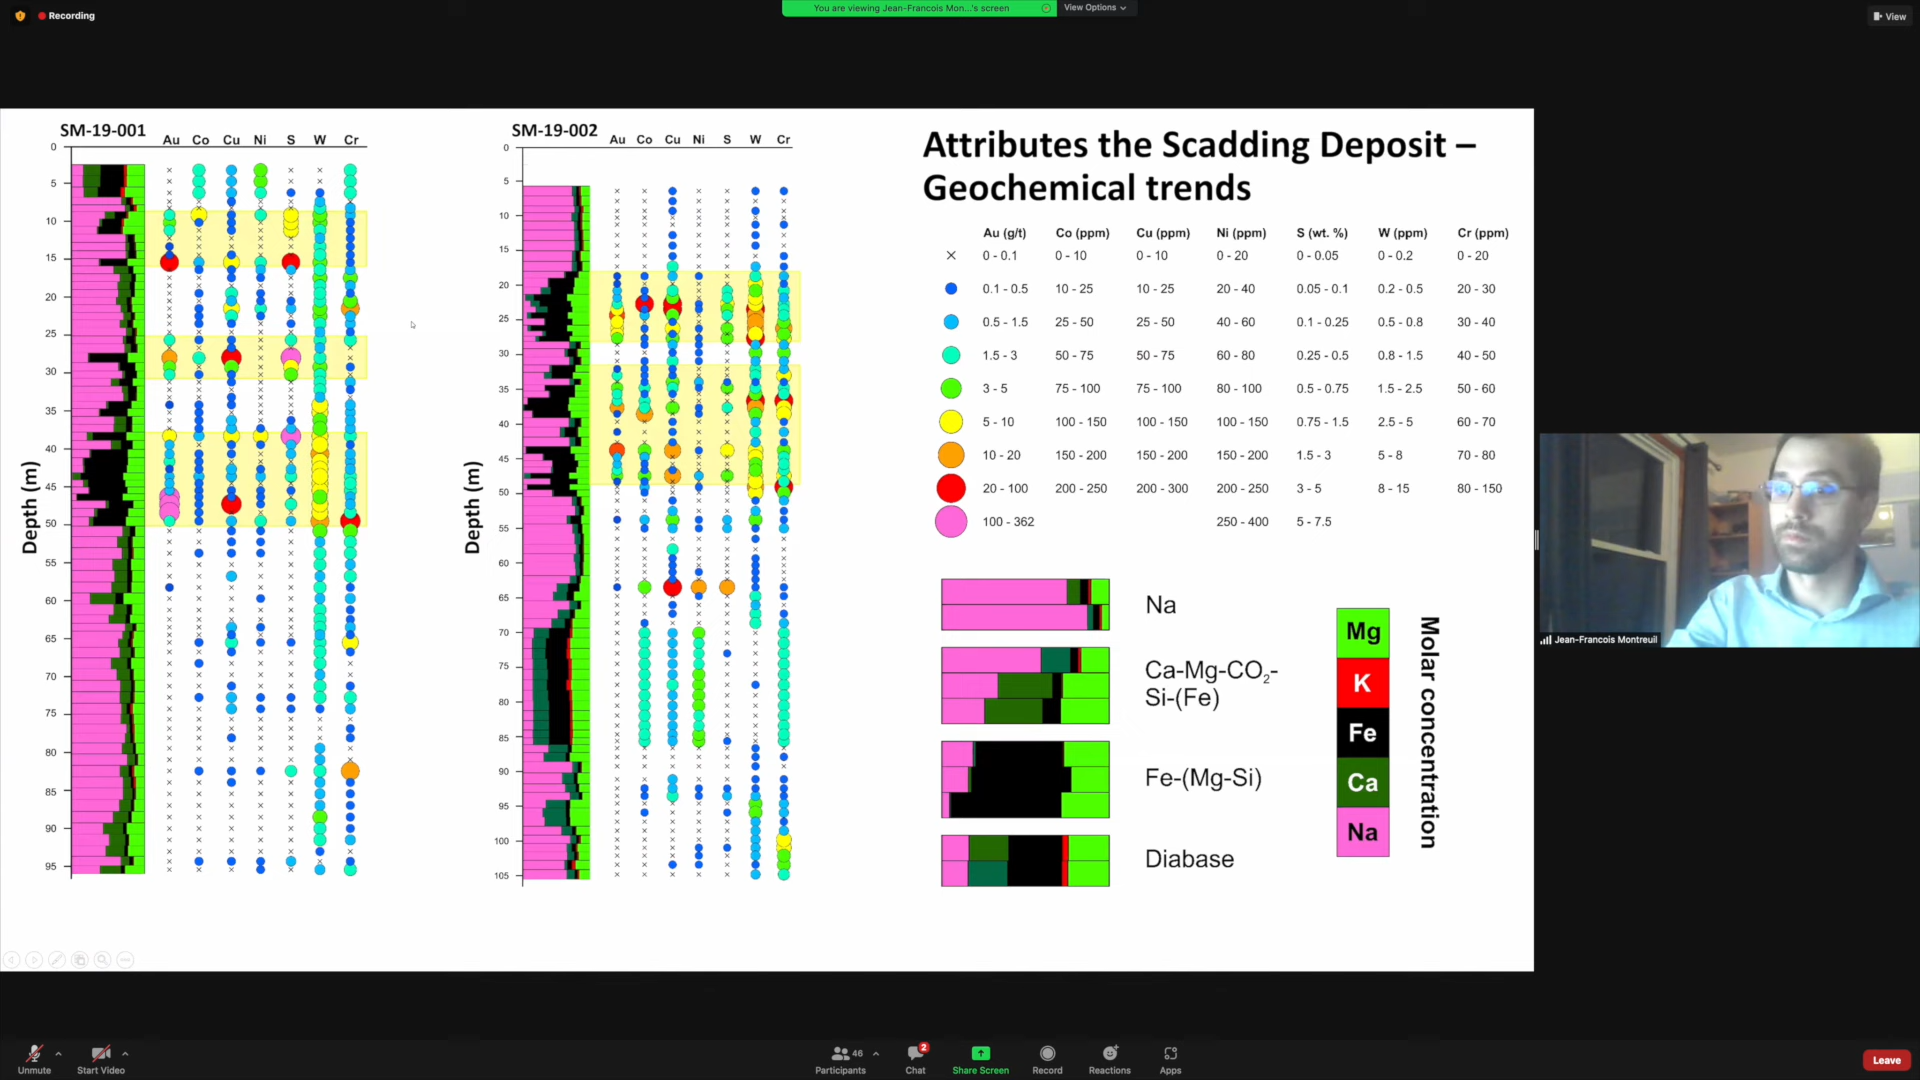 Recording
You are viewing Jean-Francois Mon...'s screen
View Options
View
SM-19-001
Au Co Cu Ni S W Cr
0
5
10
15
20
25
30
35
40
45
50
55
60
65
70
75
80
85
90
95
Depth (m)
SM-19-002
Au Co Cu Ni S W Cr
0
5
10
15
20
25
30
35
40
45
50
55
60
65
70
75
80
85
90
95
100
105
Depth (m)
Attributes the Scadding Deposit –
Geochemical trends
Au (g/t) Co (ppm) Cu (ppm) Ni (ppm) S (wt. %) W (ppm) Cr (ppm)
× 0 - 0.1 0 - 10 0 - 10 0 - 20 0 - 0.05 0 - 0.2 0 - 20
0.1 - 0.5 10 - 25 10 - 25 20 - 40 0.05 - 0.1 0.2 - 0.5 20 - 30
0.5 - 1.5 25 - 50 25 - 50 40 - 60 0.1 - 0.25 0.5 - 0.8 30 - 40
1.5 - 3 50 - 75 50 - 75 60 - 80 0.25 - 0.5 0.8 - 1.5 40 - 50
3 - 5 75 - 100 75 - 100 80 - 100 0.5 - 0.75 1.5 - 2.5 50 - 60
5 - 10 100 - 150 100 - 150 100 - 150 0.75 - 1.5 2.5 - 5 60 - 70
10 - 20 150 - 200 150 - 200 150 - 200 1.5 - 3 5 - 8 70 - 80
20 - 100 200 - 250 200 - 300 200 - 250 3 - 5 8 - 15 80 - 150
100 - 362 250 - 400 5 - 7.5
Na
Ca-Mg-CO₂-
Si-(Fe)
Fe-(Mg-Si)
Diabase
Mg
K
Fe
Ca
Na
Molar concentration
Jean-Francois Montreuil
Unmute
Start Video
46
Participants
2
Chat
Share Screen
Record
Reactions
Apps
Leave